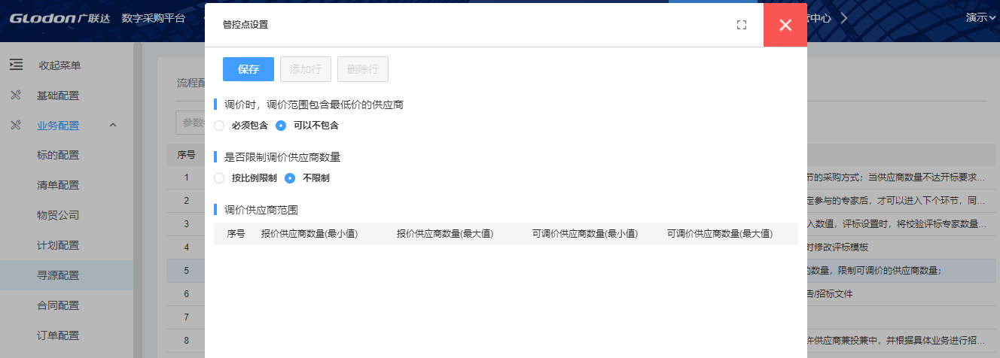 GLODON 广联达 数字采购平台
管控点设置
中心
演示
收起菜单
基础配置
业务配置
标的配置
清单配置
物贸公司
计划配置
寻源配置
合同配置
订单配置
保存 添加行 删除行
调价时，调价范围包含最低价的供应商
必须包含 可以不包含
是否限制调价供应商数量
按比例限制 不限制
调价供应商范围
序号 报价供应商数量(最小值) 报价供应商数量(最大值) 可调价供应商数量(最小值) 可调价供应商数量(最大值)
流程
参数
序号
1 节的采购方式；当供应商数量不达开标要求...
2 定参与的专家后，才可以进入下个环节，同...
3 入数值，评标设置时，将校验评标专家数量...
4 时修改评标模板
5 的数量，限制可调价的供应商数量；
6 告/招标文件
7
8 许供应商兼投兼中，并根据具体业务进行招...